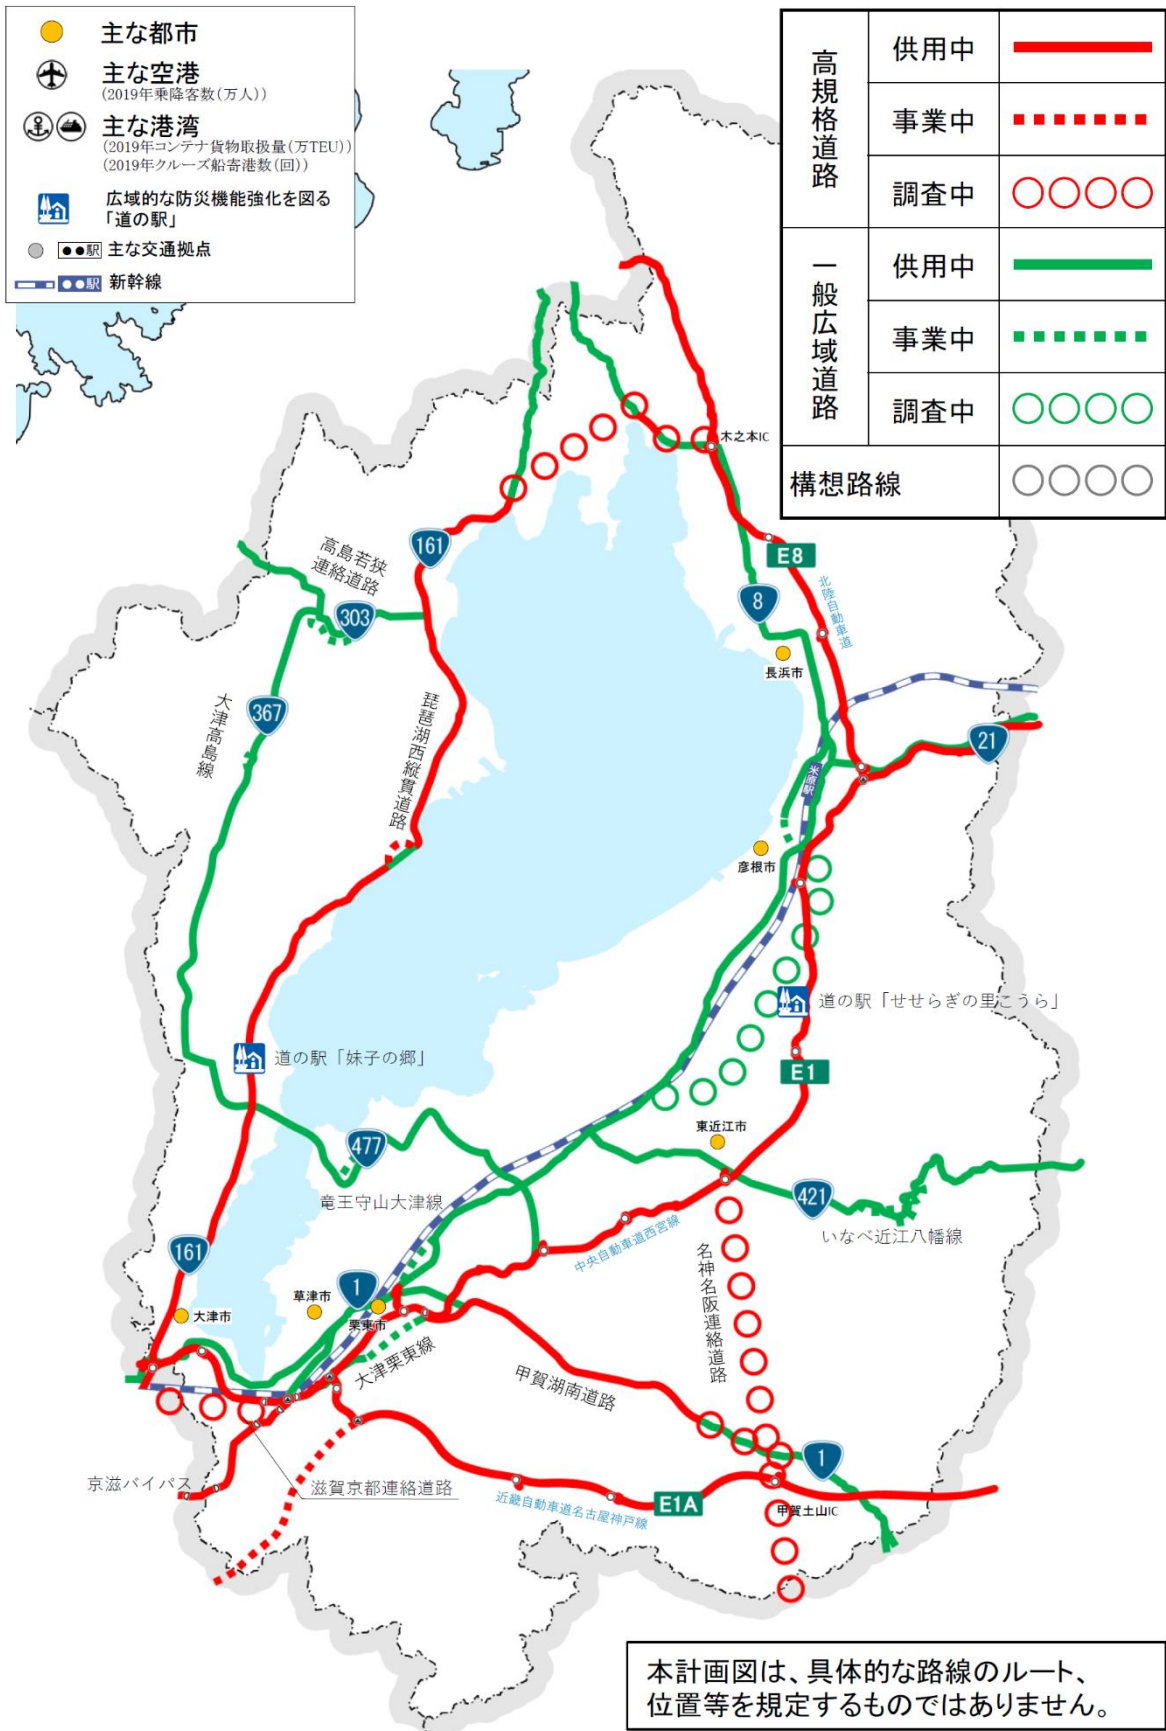 主な都市
主な空港
(2019年乗降客数(万人))
主な港湾
(2019年コンテナ貨物取扱量(万TEU))
(2019年クルーズ船寄港数(回))
広域的な防災機能強化を図る
「道の駅」
●●駅 主な交通拠点
●●駅 新幹線
高規格道路
供用中
事業中
調査中
一般広域道路
供用中
事業中
調査中
構想路線
木之本IC
161
高島若狭
連絡道路
303
E8
北陸自動車道
8
長浜市
367
大津高島線
琵琶湖西縦貫道路
21
米原駅
彦根市
道の駅「せせらぎの里こうら」
道の駅「妹子の郷」
E1
東近江市
477
竜王守山大津線
421
いなべ近江八幡線
161
中央自動車道西宮線
名神名阪連絡道路
1
草津市
栗東市
大津市
大津栗東線
甲賀湖南道路
1
京滋バイパス
滋賀京都連絡道路
近畿自動車道名古屋神戸線
E1A
甲賀土山IC
本計画図は、具体的な路線のルート、
位置等を規定するものではありません。